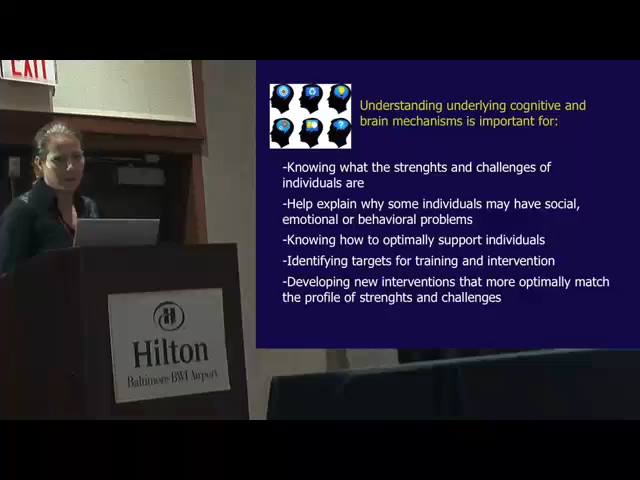 EXIT
Understanding underlying cognitive and
brain mechanisms is important for:
-Knowing what the strenghts and challenges of
individuals are
-Help explain why some individuals may have social,
emotional or behavioral problems
-Knowing how to optimally support individuals
-Identifying targets for training and intervention
-Developing new interventions that more optimally match
the profile of strenghts and challenges
H
Hilton
Baltimore BWI Airport
?